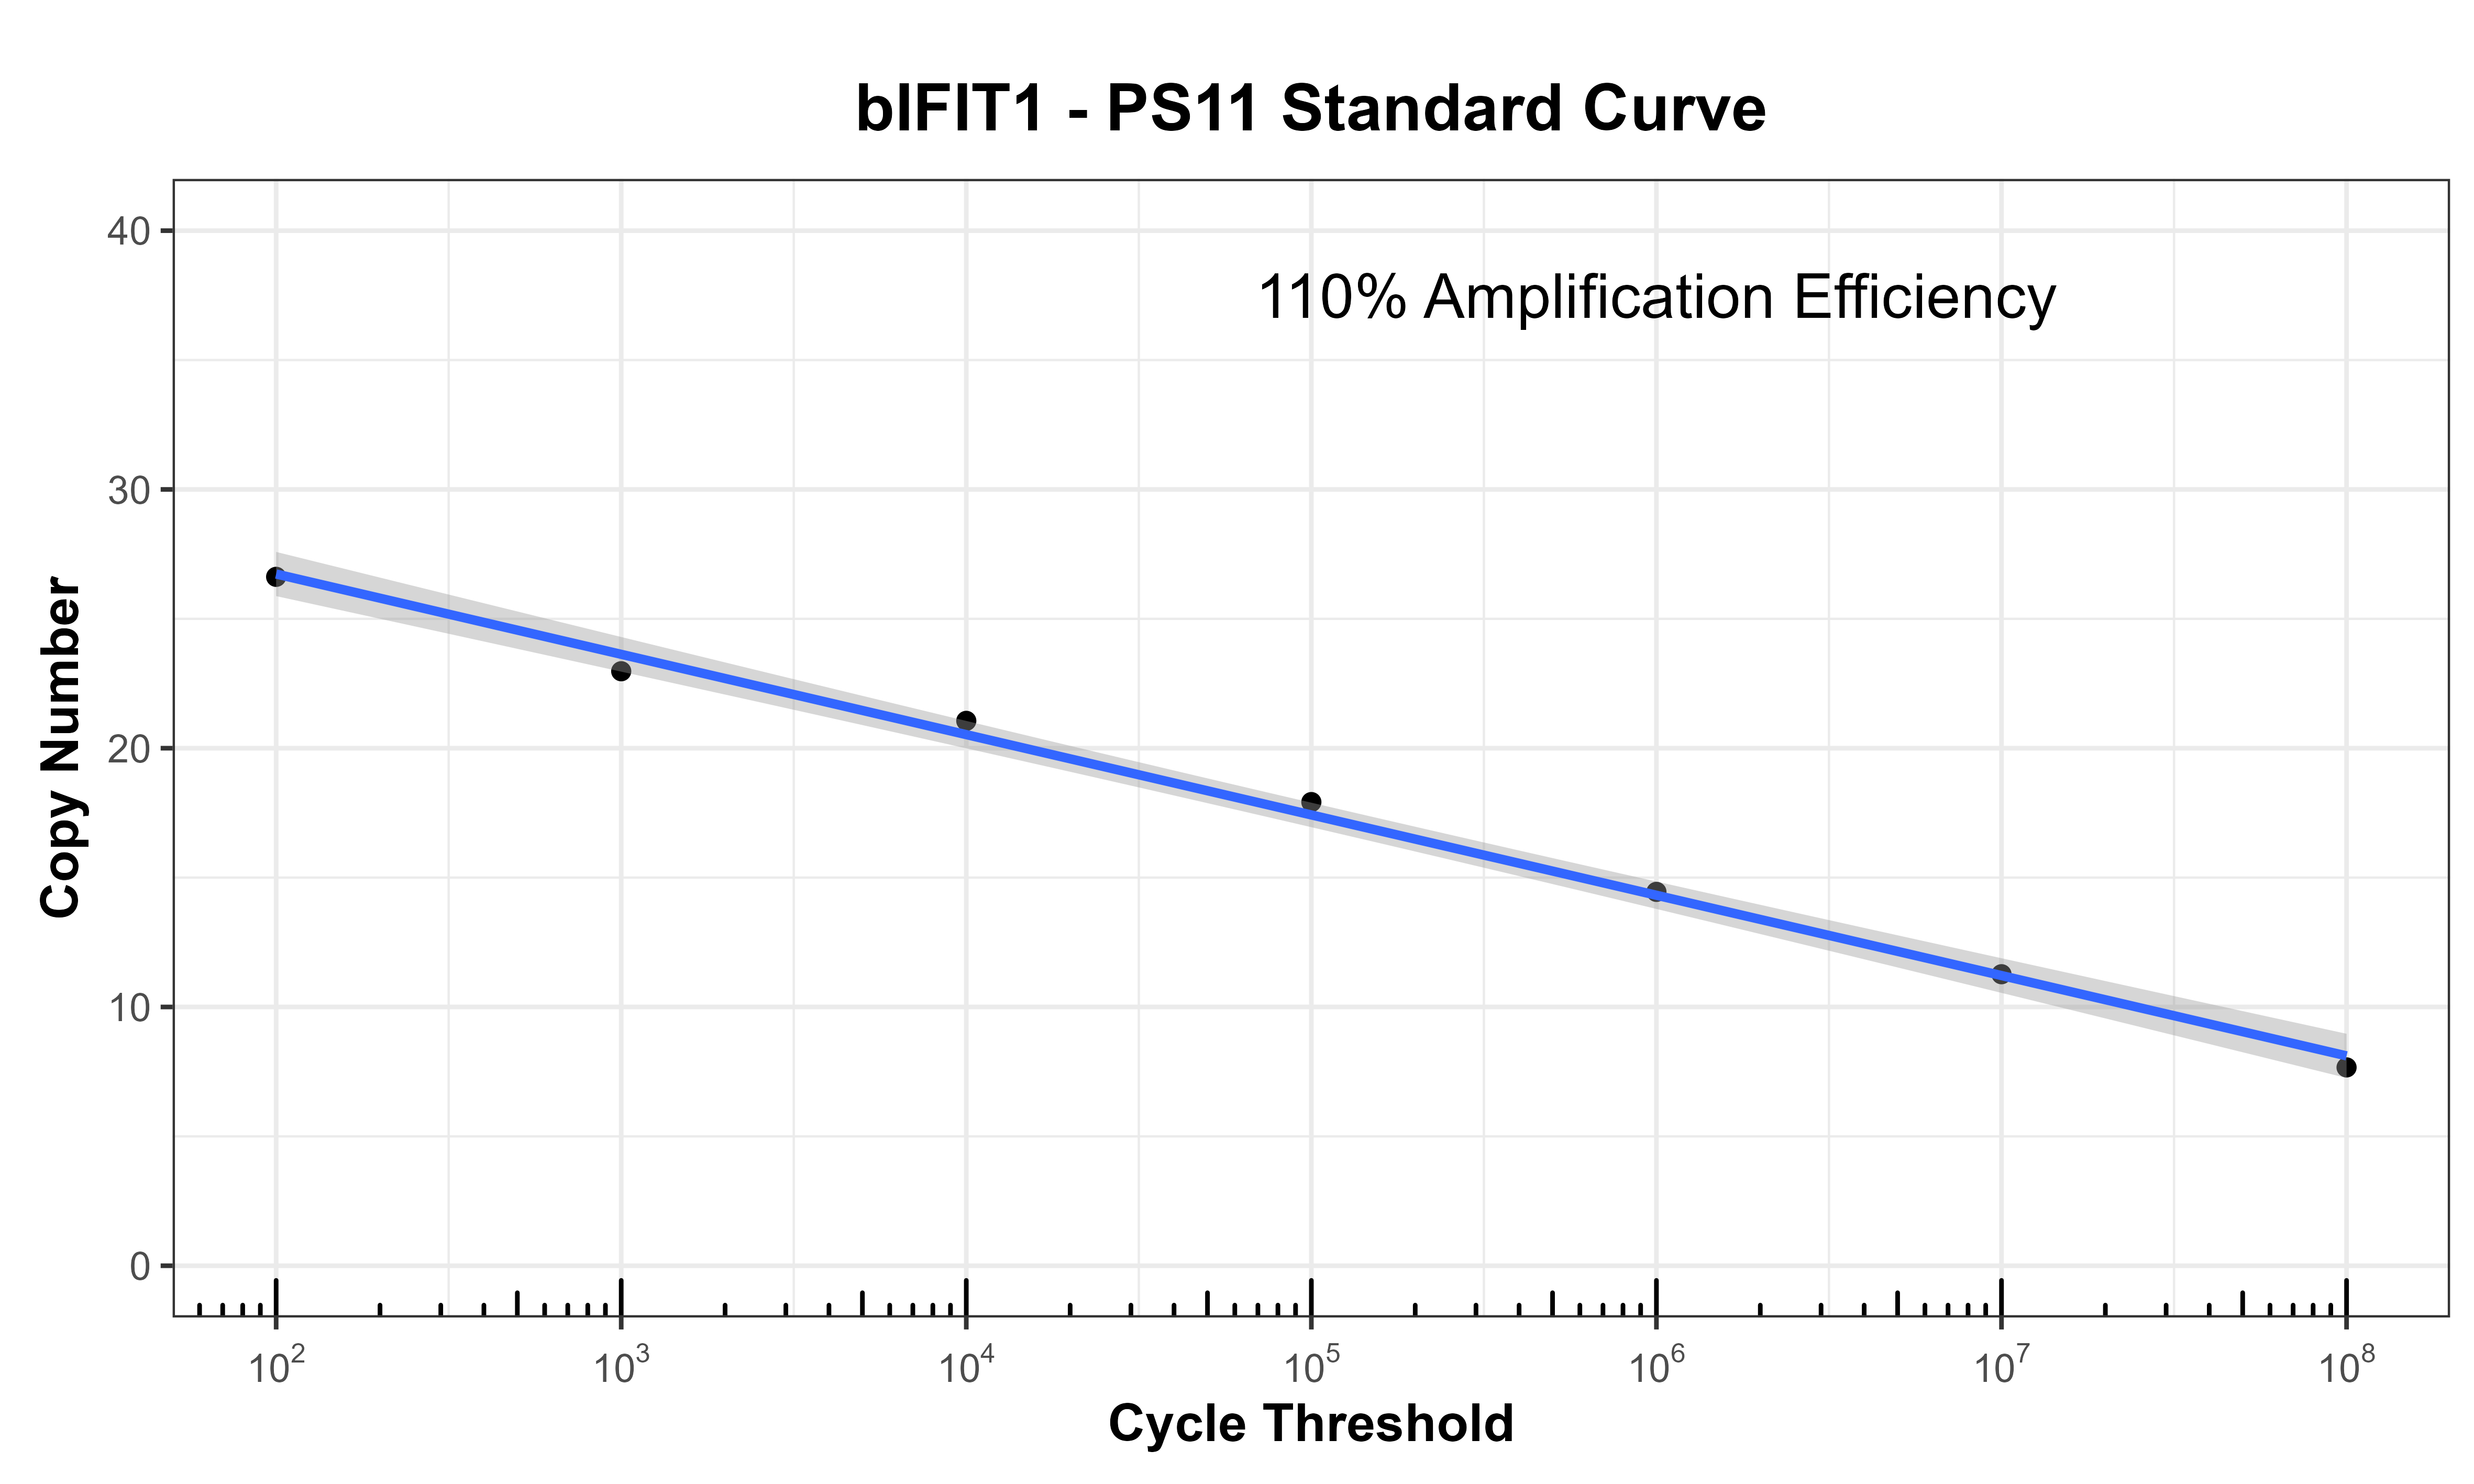 bIFIT1 - PS11 Standard Curve
110% Amplification Efficiency
40
30
20
10
0
Copy Number
10² 10³ 10⁴ 10⁵ 10⁶ 10⁷ 10⁸
Cycle Threshold